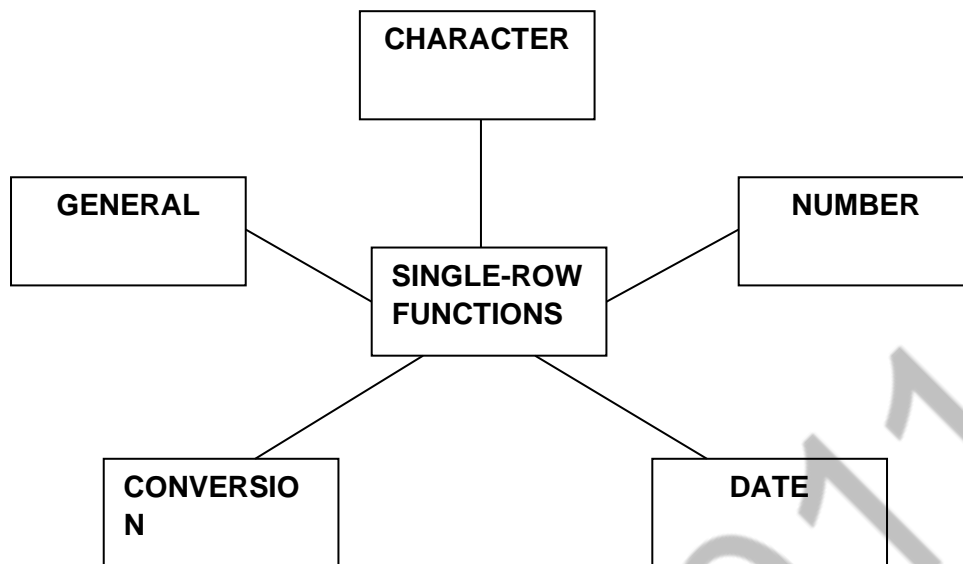 CHARACTER
GENERAL
NUMBER
SINGLE-ROW
FUNCTIONS
CONVERSIO
N
DATE